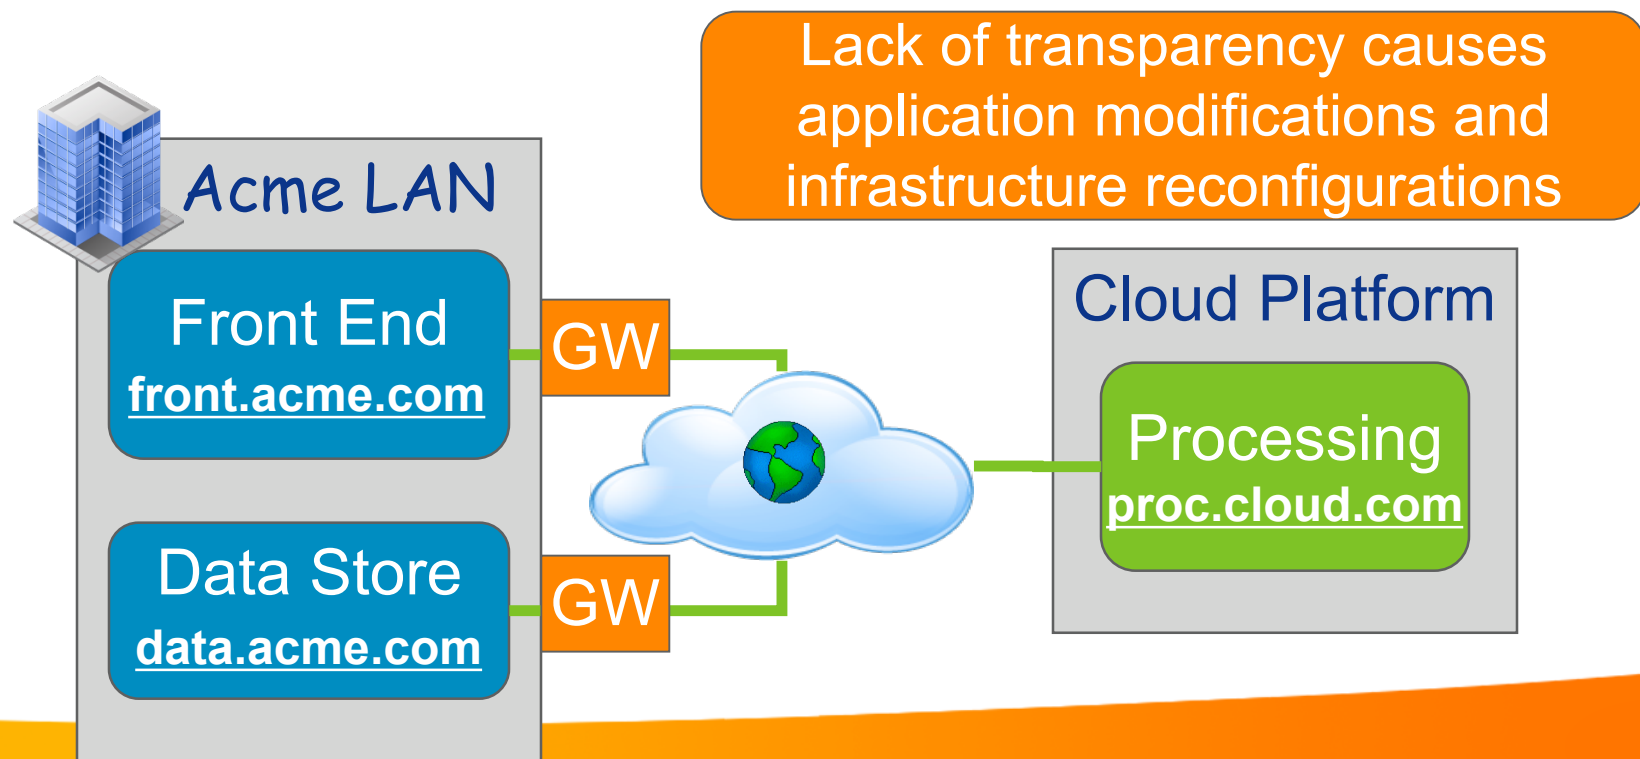 Lack of transparency causes
application modifications and
infrastructure reconfigurations
Acme LAN
Front End
front.acme.com
GW
Data Store
data.acme.com
GW
Cloud Platform
Processing
proc.cloud.com